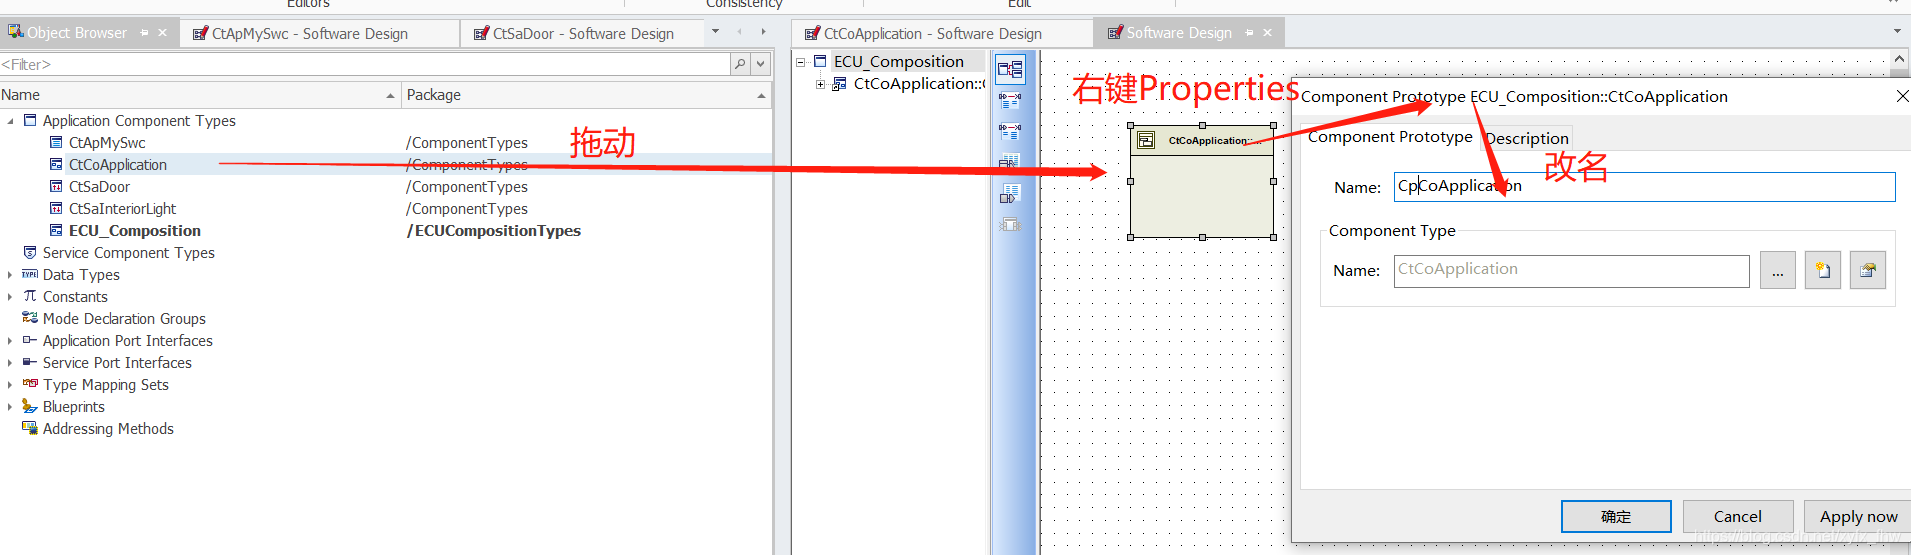 Editors
Consistency
Edit
Object Browser
CtApMySwc - Software Design
CtSaDoor - Software Design
CtCoApplication - Software Design
Software Design
<Filter>
Name
Package
Application Component Types
CtApMySwc
/ComponentTypes
CtCoApplication
/ComponentTypes
CtSaDoor
/ComponentTypes
CtSaInteriorLight
/ComponentTypes
ECU_Composition
/ECUCompositionTypes
Service Component Types
TYPE Data Types
π Constants
Mode Declaration Groups
Application Port Interfaces
Service Port Interfaces
Type Mapping Sets
Blueprints
Addressing Methods
拖动
ECU_Composition
CtCoApplication::
右键Properties
CtCoApplication:...
Component Prototype ECU_Composition::CtCoApplication
Component Prototype
Description
改名
Name:
CpCoApplication
Component Type
Name:
CtCoApplication
...
确定
Cancel
Apply now